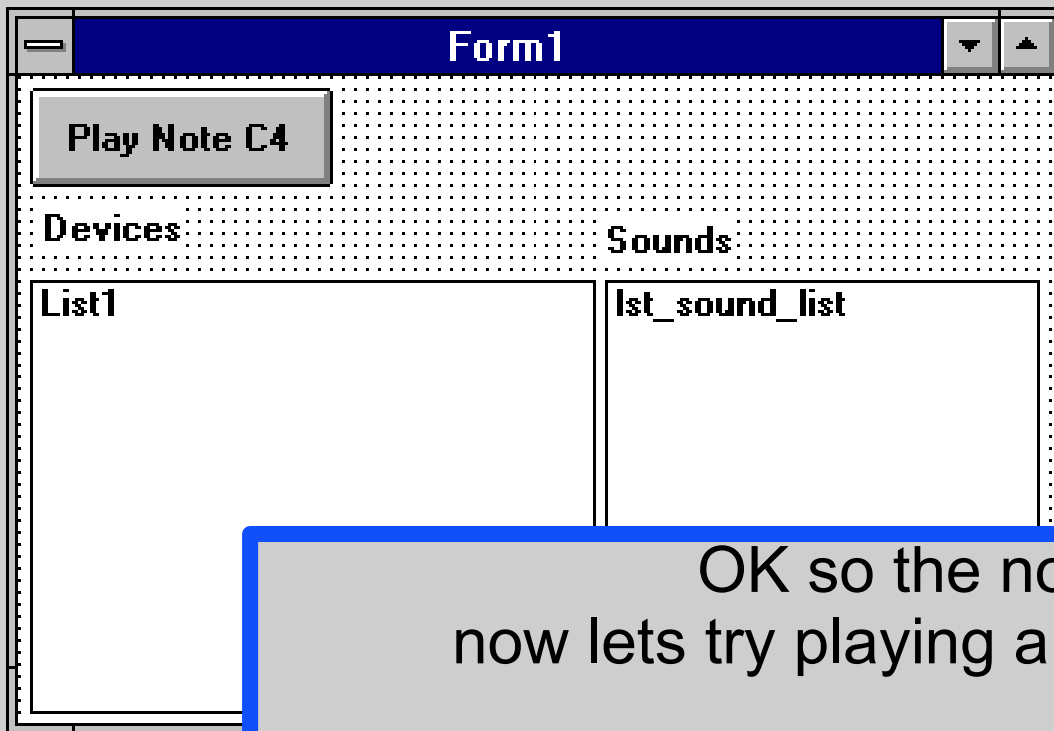 Form1
Play Note C4
Devices
Sounds
List1
lst_sound_list
OK so the
now lets try playing a